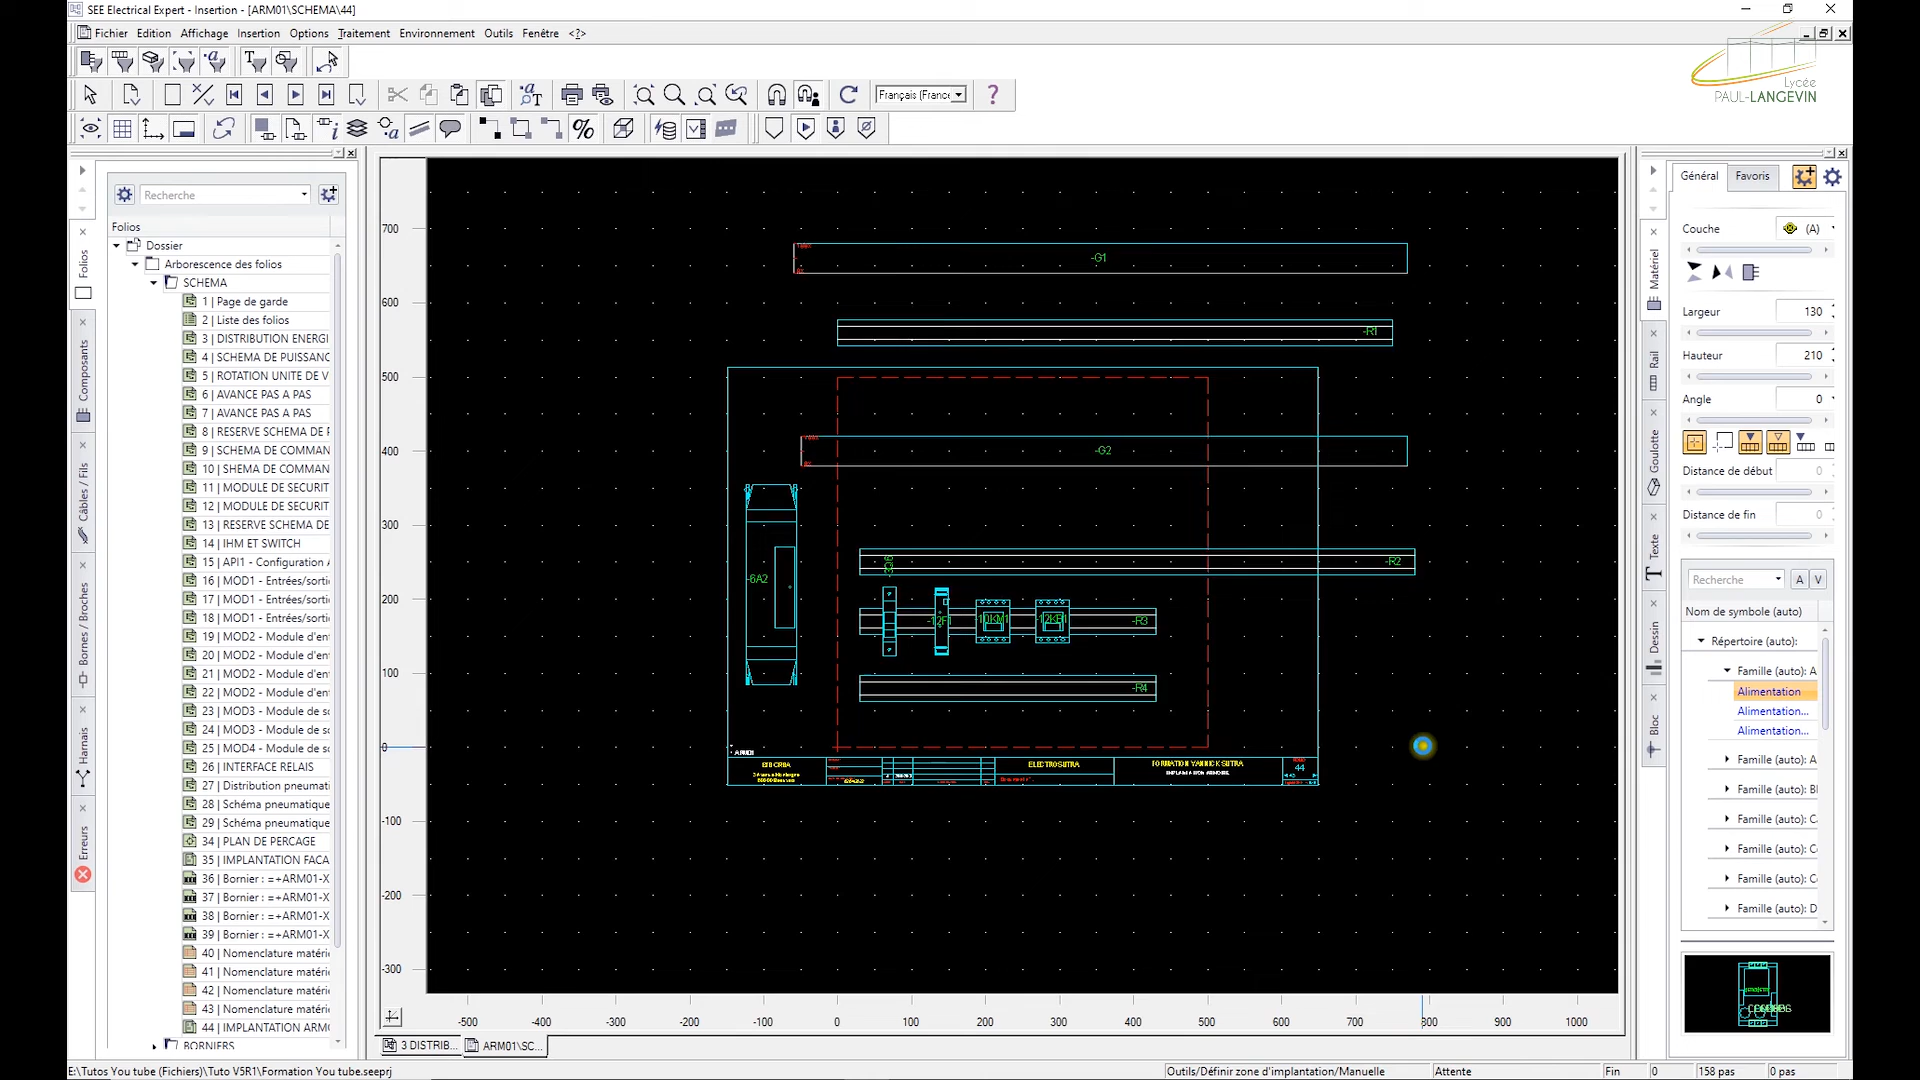 SEE Electrical Expert - Insertion - [ARM01\SCHEMA\44]
Fichier Edition Affichage Insertion Options Traitement Environnement Outils Fenêtre <?>
Lycée
PAUL-LANGEVIN
Français (France
Recherche
Folios
Dossier
Arborescence des folios
SCHEMA
1 | Page de garde
2 | Liste des folios
3 | DISTRIBUTION ENERGI
4 | SCHEMA DE PUISSANC
5 | ROTATION UNITE DE V
6 | AVANCE PAS A PAS
7 | AVANCE PAS A PAS
8 | RESERVE SCHEMA DE P
9 | SCHEMA DE COMMAN
10 | SHEMA DE COMMAN
11 | MODULE DE SECURIT
12 | MODULE DE SECURIT
13 | RESERVE SCHEMA DE
14 | IHM ET SWITCH
15 | API1 - Configuration A
16 | MOD1 - Entrées/sorti
17 | MOD1 - Entrées/sorti
18 | MOD1 - Entrées/sorti
19 | MOD2 - Module d'ent
20 | MOD2 - Module d'ent
21 | MOD2 - Module d'ent
22 | MOD2 - Module d'ent
23 | MOD3 - Module de so
24 | MOD3 - Module de so
25 | MOD4 - Module de so
26 | INTERFACE RELAIS
27 | Distribution pneumati
28 | Schéma pneumatique
29 | Schéma pneumatique
34 | PLAN DE PERCAGE
35 | IMPLANTATION FACA
36 | Bornier : =+ARM01-X
37 | Bornier : =+ARM01-X
38 | Bornier : =+ARM01-X
39 | Bornier : =+ARM01-X
40 | Nomenclature matéri
41 | Nomenclature matéri
42 | Nomenclature matéri
43 | Nomenclature matéri
44 | IMPLANTATION ARMO
BORNIERS
Folios
Composants
Câbles / Fils
Bornes / Broches
Harnais
Erreurs
700
600
500
400
300
200
100
0
-100
-200
-300
-500 -400 -300 -200 -100 0 100 200 300 400 500 600 700 800 900 1000
-G1
-R1
-G2
-R2
-6A2
-R3
-R4
ELECTROSUTRA
FORMATION YANNICK SUTRA
44
3 DISTRIB...
ARM01\SC...
Matériel
Rail
Goulotte
Texte
Dessin
Bloc
Général
Favoris
Couche (A)
Largeur 130
Hauteur 210
Angle 0
Distance de début 0
Distance de fin 0
Recherche A V
Nom de symbole (auto)
Répertoire (auto):
Famille (auto): A
Alimentation
Alimentation...
Alimentation...
Famille (auto): A
Famille (auto): Bl
Famille (auto): C
Famille (auto): C
Famille (auto): C
Famille (auto): D
E:\Tutos You tube (Fichiers)\Tuto V5R1\Formation You tube.seeprj
Outils/Définir zone d'implantation/Manuelle
Attente
Fin
0
158 pas
0 pas